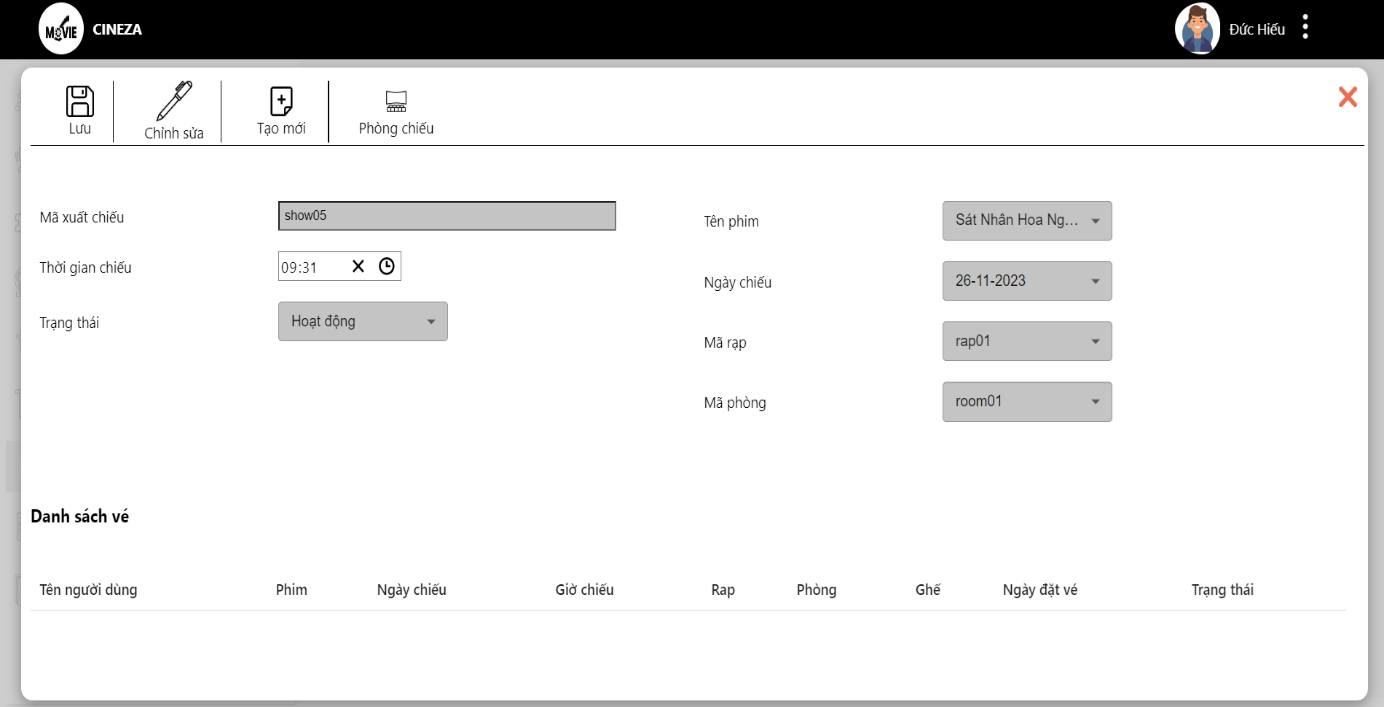 MOVIE CINEZA
Đức Hiếu
Lưu
Chỉnh sửa
Tạo mới
Phòng chiếu
Mã xuất chiếu
show05
Thời gian chiếu
09:31
Trạng thái
Hoạt động
Tên phim
Sát Nhân Hoa Ng...
Ngày chiếu
26-11-2023
Mã rạp
rap01
Mã phòng
room01
Danh sách vé
Tên người dùng Phim Ngày chiếu Giờ chiếu Rap Phòng Ghế Ngày đặt vé Trạng thái